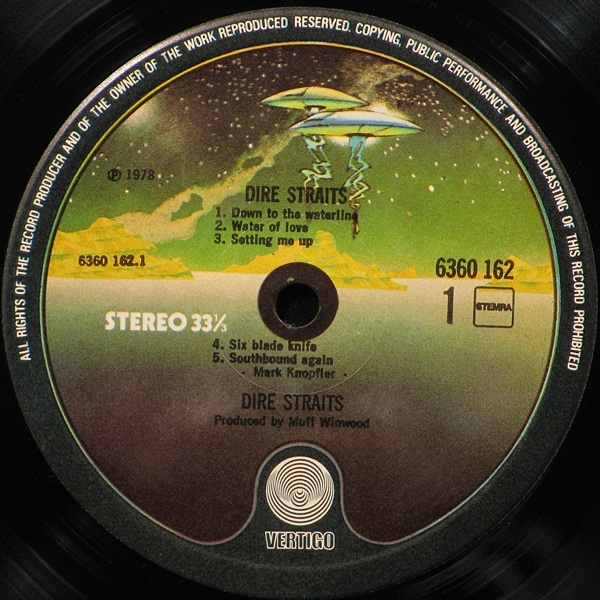 ALL RIGHTS OF THE RECORD PRODUCER AND OF THE OWNER OF THE WORK REPRODUCED RESERVED. COPYING, PUBLIC PERFORMANCE AND BROADCASTING OF THIS RECORD PROHIBITED
℗ 1978
DIRE STRAITS
1. Down to the waterline
2. Water of love
3. Setting me up
6360 162.1
6360 162
1 STEMRA
STEREO 33⅓
4. Six blade knife
5. Southbound again
- Mark Knopfler -
DIRE STRAITS
Produced by Muff Winwood
VERTIGO